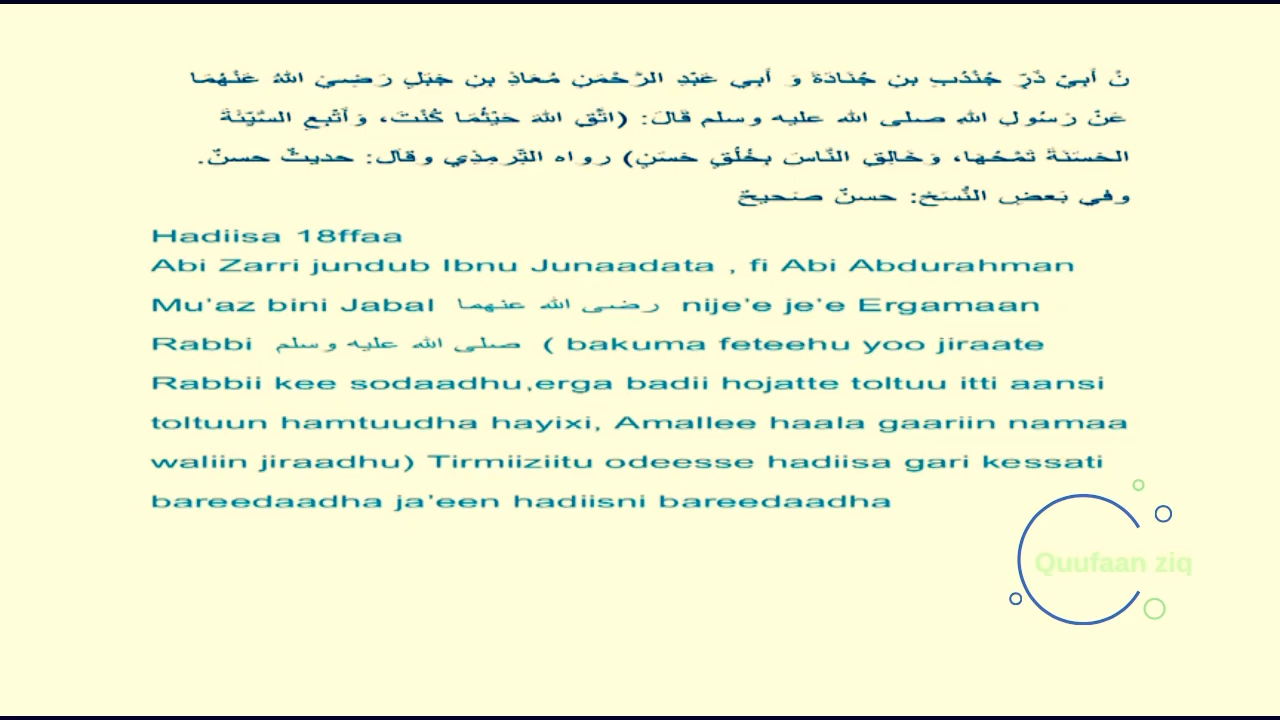 نْ أَبِيْ ذَرٍّ جُنْدُبِ بنِ جُنَادَةَ وَ أَبِي عَبْدِ الرَّحْمَنِ مُعَاذِ بنِ جَبَلٍ رَضِيَ اللهُ عَنْهُمَا
عَنْ رَسُولِ اللهِ صلى الله عليه وسلم قَالَ: (اتَّقِ اللهَ حَيْثُمَا كُنْتَ، وَأَتْبِعِ السَّيِّئَةَ
الحَسَنَةَ تَمْحُهَا، وَخَالِقِ النَّاسَ بِخُلُقٍ حَسَنٍ) رواه التِّرمِذِي وقال: حديثٌ حسنٌ.
وفي بَعضِ النُّسَخِ: حسنٌ صَحيحٌ
Hadiisa 18ffaa
Abi Zarri jundub Ibnu Junaadata , fi Abi Abdurahman
Mu'az bini Jabal رضى الله عنهما nije'e je'e Ergamaan
Rabbi صلى الله عليه وسلم ( bakuma feteehu yoo jiraate
Rabbii kee sodaadhu,erga badii hojatte toltuu itti aansi
toltuun hamtuudha hayixi, Amallee haala gaariin namaa
waliin jiraadhu) Tirmiiziitu odeesse hadiisa gari kessati
bareedaadha ja'een hadiisni bareedaadha
Quufaan ziq